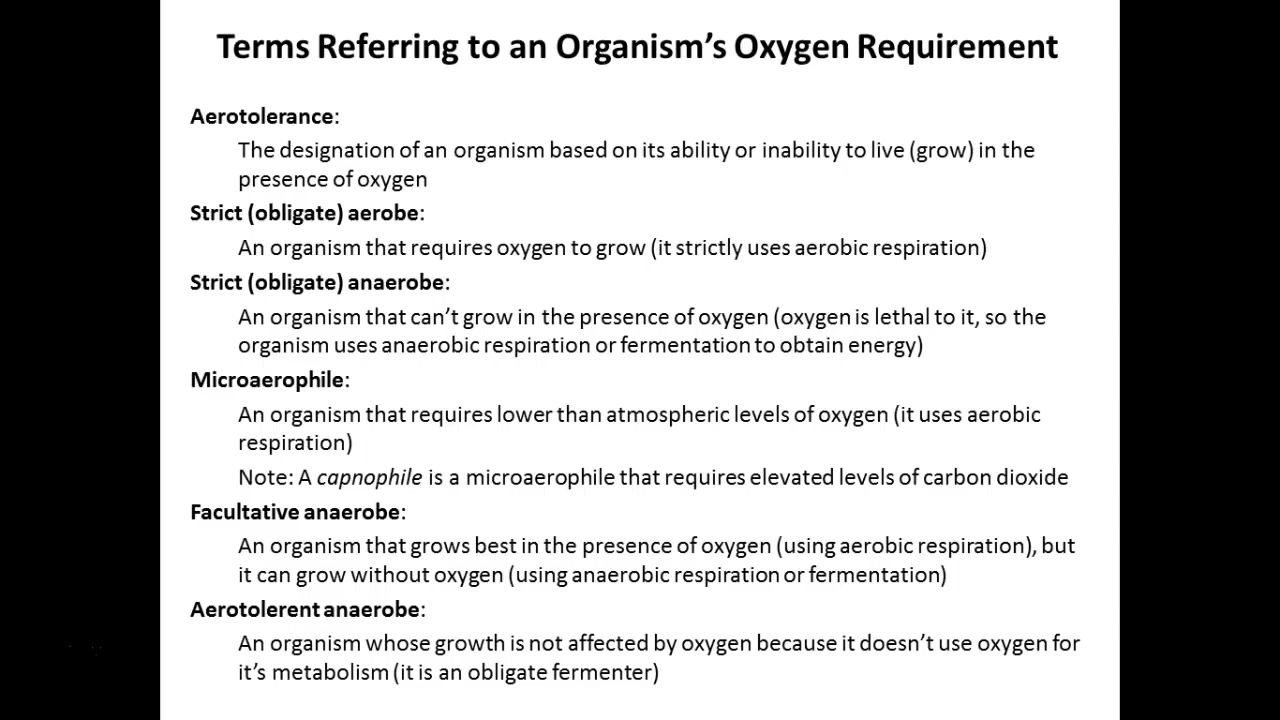 Terms Referring to an Organism’s Oxygen Requirement
Aerotolerance:
The designation of an organism based on its ability or inability to live (grow) in the
presence of oxygen
Strict (obligate) aerobe:
An organism that requires oxygen to grow (it strictly uses aerobic respiration)
Strict (obligate) anaerobe:
An organism that can’t grow in the presence of oxygen (oxygen is lethal to it, so the
organism uses anaerobic respiration or fermentation to obtain energy)
Microaerophile:
An organism that requires lower than atmospheric levels of oxygen (it uses aerobic
respiration)
Note: A capnophile is a microaerophile that requires elevated levels of carbon dioxide
Facultative anaerobe:
An organism that grows best in the presence of oxygen (using aerobic respiration), but
it can grow without oxygen (using anaerobic respiration or fermentation)
Aerotolerent anaerobe:
An organism whose growth is not affected by oxygen because it doesn’t use oxygen for
it’s metabolism (it is an obligate fermenter)